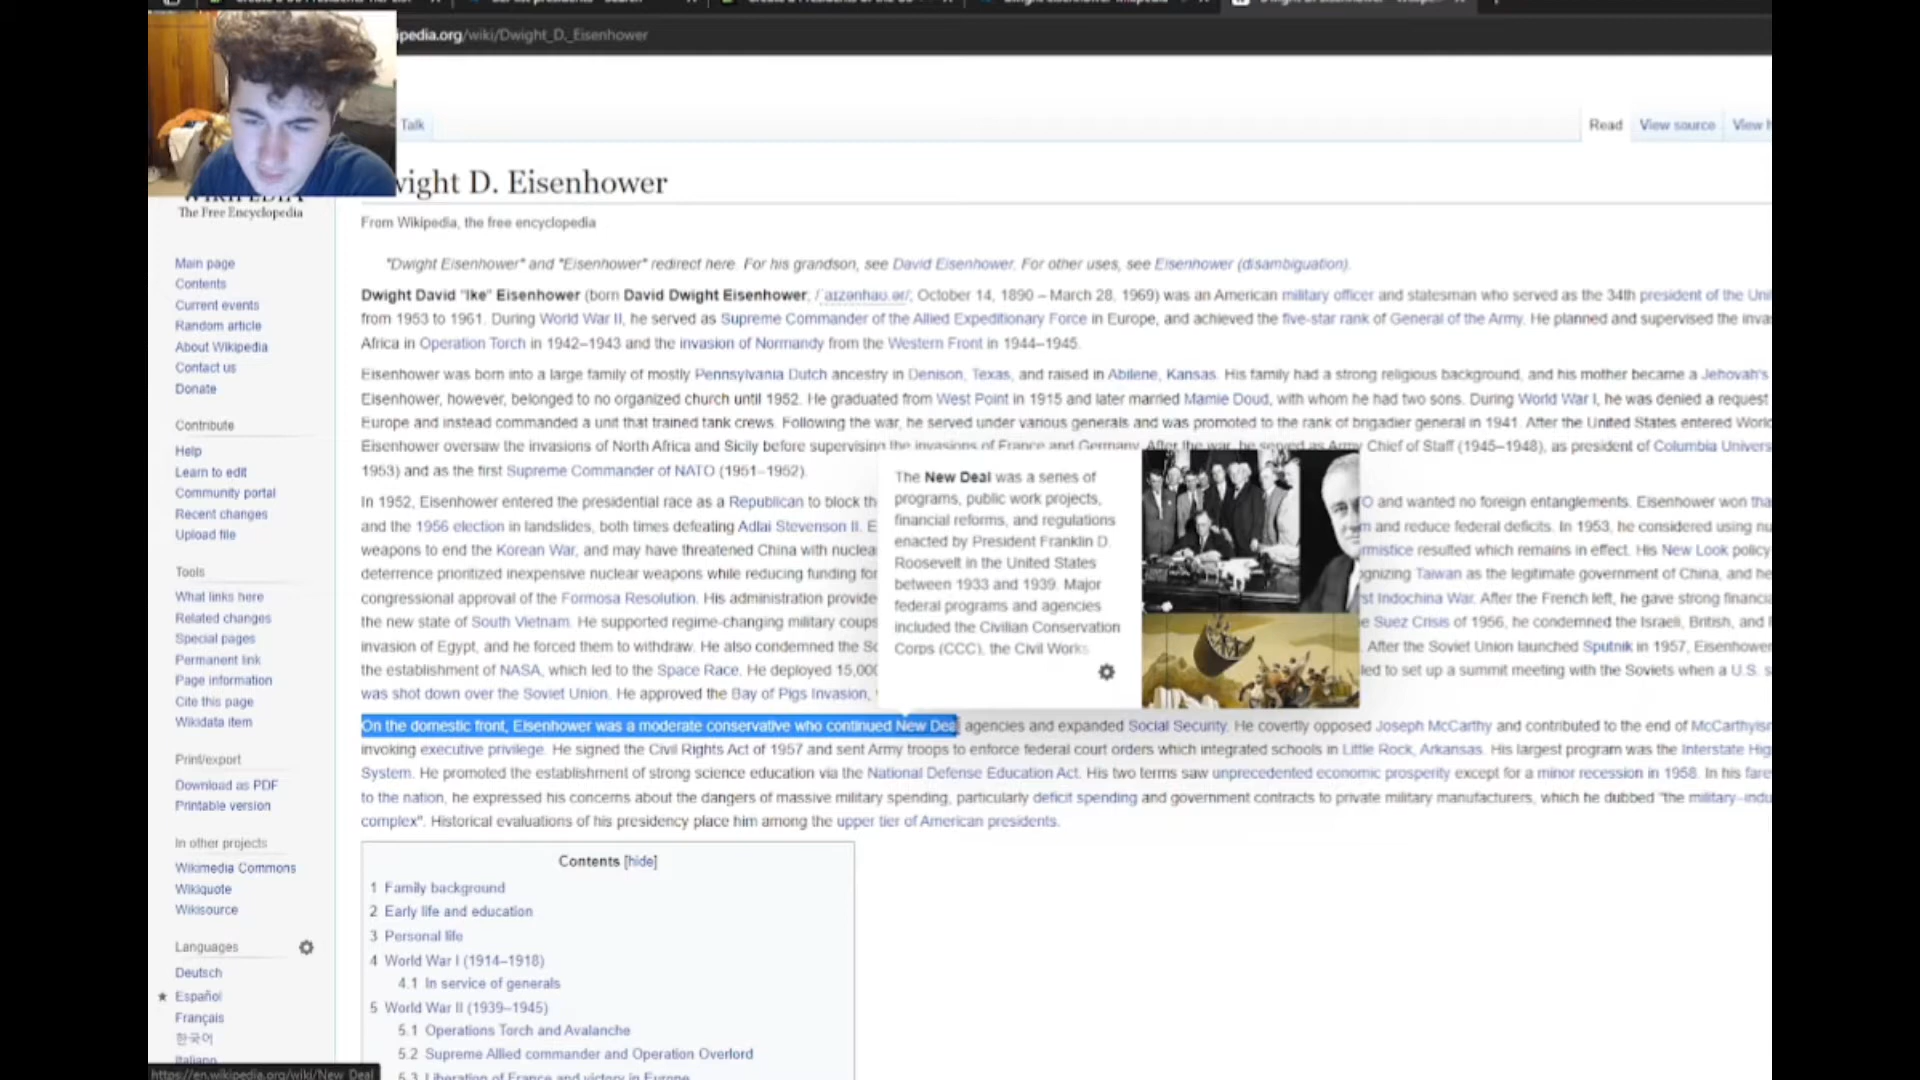 ipedia.org/wiki/Dwight_D._Eisenhower
Talk
Read View source View h
wight D. Eisenhower
WIKIPEDIA
The Free Encyclopedia
From Wikipedia, the free encyclopedia
"Dwight Eisenhower" and "Eisenhower" redirect here. For his grandson, see David Eisenhower. For other uses, see Eisenhower (disambiguation).
Dwight David "Ike" Eisenhower (born David Dwight Eisenhower; /ˈaɪzənhaʊ.ər/; October 14, 1890 – March 28, 1969) was an American military officer and statesman who served as the 34th president of the Uni
from 1953 to 1961. During World War II, he served as Supreme Commander of the Allied Expeditionary Force in Europe, and achieved the five-star rank of General of the Army. He planned and supervised the inva
Africa in Operation Torch in 1942–1943 and the invasion of Normandy from the Western Front in 1944–1945.
Eisenhower was born into a large family of mostly Pennsylvania Dutch ancestry in Denison, Texas, and raised in Abilene, Kansas. His family had a strong religious background, and his mother became a Jehovah's
Eisenhower, however, belonged to no organized church until 1952. He graduated from West Point in 1915 and later married Mamie Doud, with whom he had two sons. During World War I, he was denied a request
Europe and instead commanded a unit that trained tank crews. Following the war, he served under various generals and was promoted to the rank of brigadier general in 1941. After the United States entered Worl
Eisenhower oversaw the invasions of North Africa and Sicily before supervising the invasions of France and Germany. After the war, he served as Army Chief of Staff (1945–1948), as president of Columbia Univers
1953) and as the first Supreme Commander of NATO (1951–1952).
In 1952, Eisenhower entered the presidential race as a Republican to block th O and wanted no foreign entanglements. Eisenhower won tha
and the 1956 election in landslides, both times defeating Adlai Stevenson II. E m and reduce federal deficits. In 1953, he considered using nu
weapons to end the Korean War, and may have threatened China with nuclea rmistice resulted which remains in effect. His New Look policy
deterrence prioritized inexpensive nuclear weapons while reducing funding for ognizing Taiwan as the legitimate government of China, and he
congressional approval of the Formosa Resolution. His administration provide st Indochina War. After the French left, he gave strong financia
the new state of South Vietnam. He supported regime-changing military coups e Suez Crisis of 1956, he condemned the Israeli, British, and
invasion of Egypt, and he forced them to withdraw. He also condemned the So After the Soviet Union launched Sputnik in 1957, Eisenhower
the establishment of NASA, which led to the Space Race. He deployed 15,000 led to set up a summit meeting with the Soviets when a U.S. s
was shot down over the Soviet Union. He approved the Bay of Pigs Invasion,
The New Deal was a series of
programs, public work projects,
financial reforms, and regulations
enacted by President Franklin D.
Roosevelt in the United States
between 1933 and 1939. Major
federal programs and agencies
included the Civilian Conservation
Corps (CCC), the Civil Works
On the domestic front, Eisenhower was a moderate conservative who continued New Deal agencies and expanded Social Security. He covertly opposed Joseph McCarthy and contributed to the end of McCarthyisr
invoking executive privilege. He signed the Civil Rights Act of 1957 and sent Army troops to enforce federal court orders which integrated schools in Little Rock, Arkansas. His largest program was the Interstate Hig
System. He promoted the establishment of strong science education via the National Defense Education Act. His two terms saw unprecedented economic prosperity except for a minor recession in 1958. In his fare
to the nation, he expressed his concerns about the dangers of massive military spending, particularly deficit spending and government contracts to private military manufacturers, which he dubbed "the military–indu
complex". Historical evaluations of his presidency place him among the upper tier of American presidents.
Main page
Contents
Current events
Random article
About Wikipedia
Contact us
Donate
Contribute
Help
Learn to edit
Community portal
Recent changes
Upload file
Tools
What links here
Related changes
Special pages
Permanent link
Page information
Cite this page
Wikidata item
Print/export
Download as PDF
Printable version
In other projects
Wikimedia Commons
Wikiquote
Wikisource
Languages
Deutsch
Español
Français
한국어
Italiano
https://en.wikipedia.org/wiki/New_Deal
Contents [hide]
1 Family background
2 Early life and education
3 Personal life
4 World War I (1914–1918)
4.1 In service of generals
5 World War II (1939–1945)
5.1 Operations Torch and Avalanche
5.2 Supreme Allied commander and Operation Overlord
5.3 Liberation of France and victory in Europe